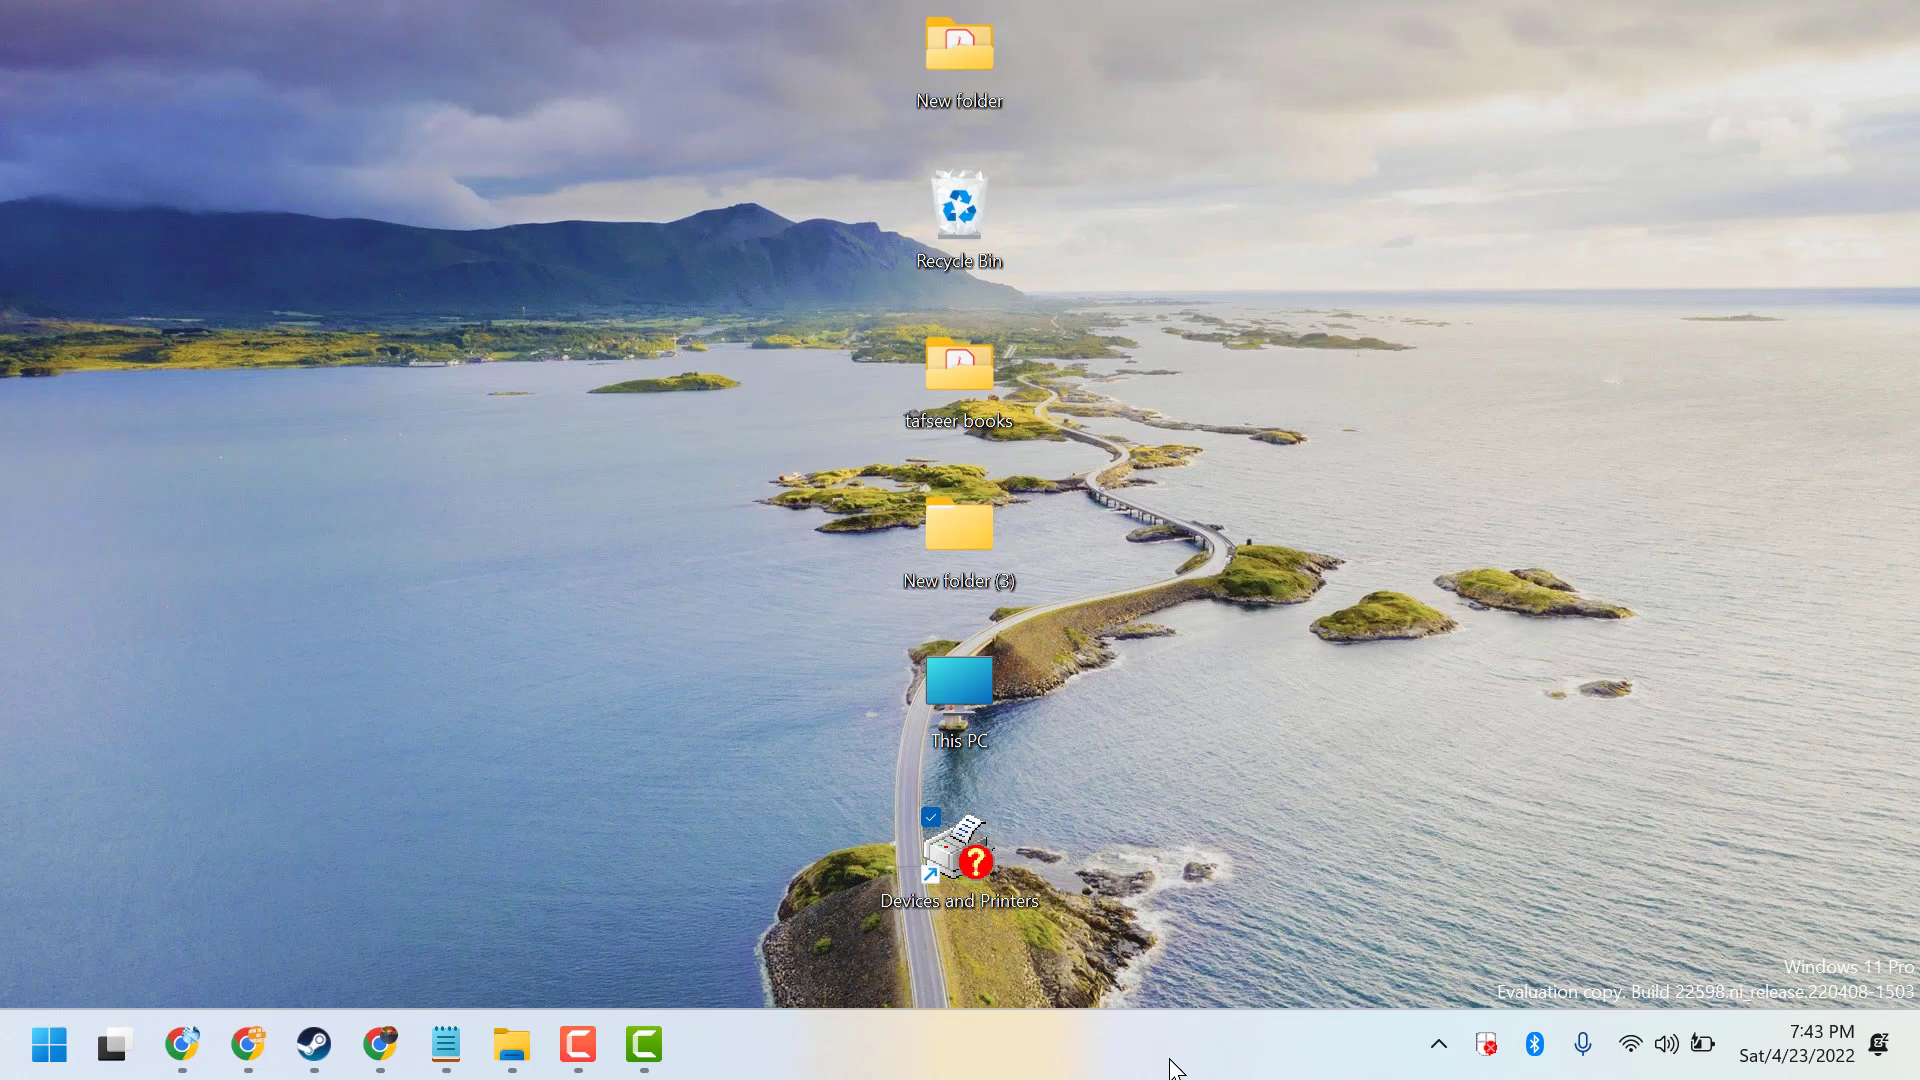 New folder
Recycle Bin
tafseer books
New folder (3)
This PC
Devices and Printers
Windows 11 Pro
Evaluation copy. Build 22598.ni_release.220408-1503
7:43 PM
Sat/4/23/2022